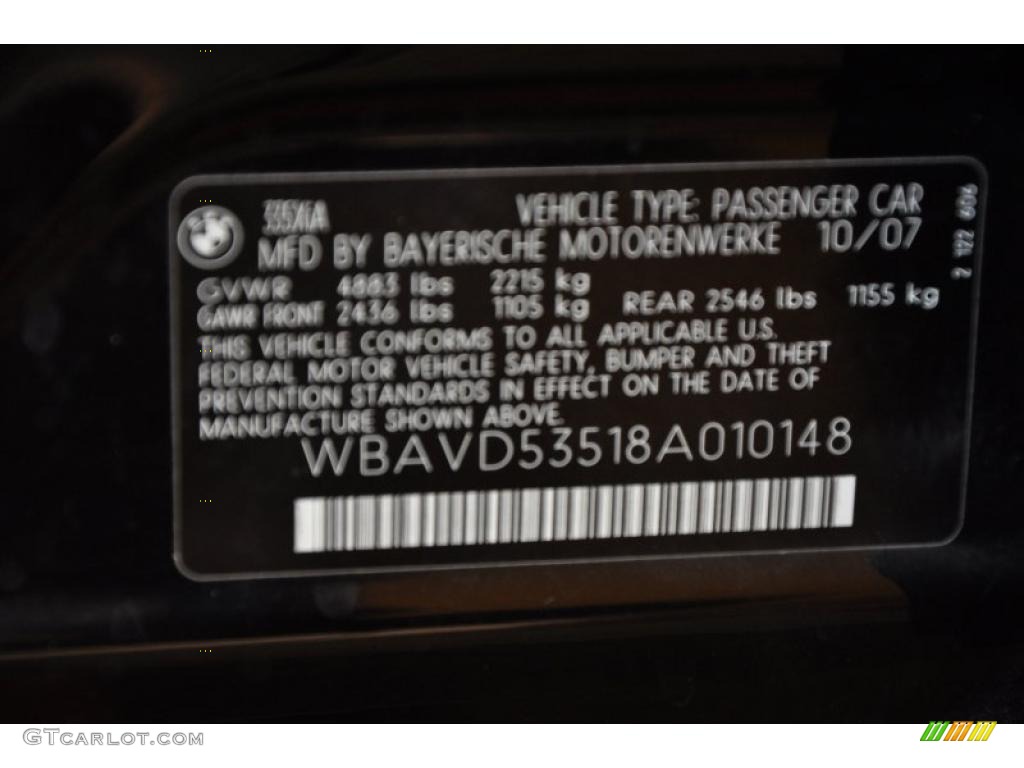 335XiA
VEHICLE TYPE: PASSENGER CAR
MFD BY BAYERISCHE MOTORENWERKE 10/07
GVWR 4883 lbs 2215 kg
GAWR FRONT 2436 lbs 1105 kg REAR 2546 lbs 1155 kg
THIS VEHICLE CONFORMS TO ALL APPLICABLE U.S.
FEDERAL MOTOR VEHICLE SAFETY, BUMPER AND THEFT
PREVENTION STANDARDS IN EFFECT ON THE DATE OF
MANUFACTURE SHOWN ABOVE.
WBAVD53518A010148
GTCARLOT.COM